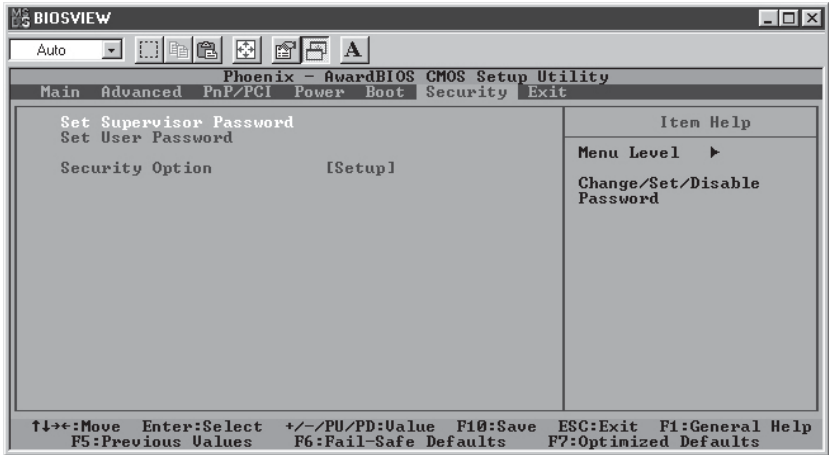 BIOSVIEW
Auto
A
Phoenix - AwardBIOS CMOS Setup Utility
Main Advanced PnP/PCI Power Boot Security Exit
Set Supervisor Password
Set User Password
Security Option [Setup]
Item Help
Menu Level ▶
Change/Set/Disable
Password
↑↓→←:Move Enter:Select +/-/PU/PD:Value F10:Save ESC:Exit F1:General Help
F5:Previous Values F6:Fail-Safe Defaults F7:Optimized Defaults